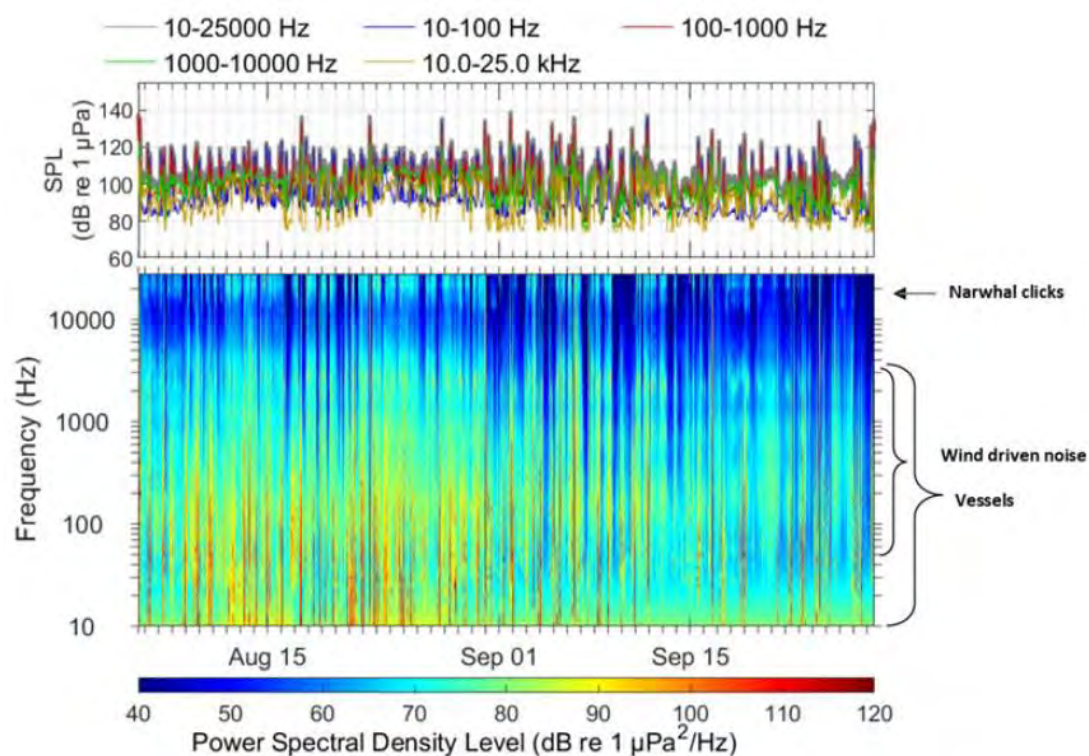 10-25000 Hz 10-100 Hz 100-1000 Hz
1000-10000 Hz 10.0-25.0 kHz
140
120
100
80
60
SPL
(dB re 1 µPa)
Narwhal clicks
10000
1000
100
10
Frequency (Hz)
Wind driven noise
Vessels
Aug 15 Sep 01 Sep 15
40 50 60 70 80 90 100 110 120
Power Spectral Density Level (dB re 1 µPa²/Hz)